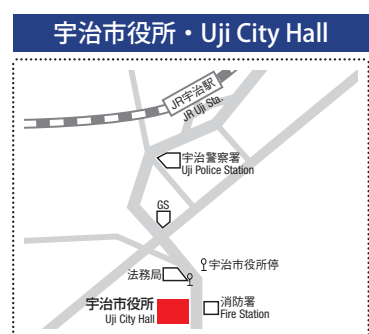 宇治市役所・Uji City Hall
JR宇治駅
JR Uji Sta.
宇治警察署
Uji Police Station
GS
宇治市役所停
法務局
宇治市役所
Uji City Hall
消防署
Fire Station